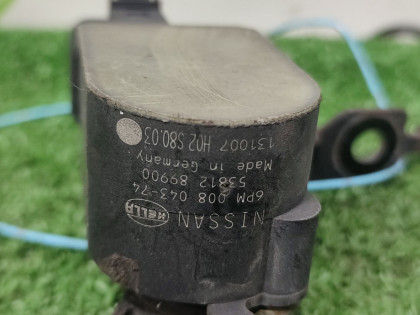 NISSAN
HELLA
6PM 008 043-74
53812 89900
Made in Germany
131007 H02 S80.03